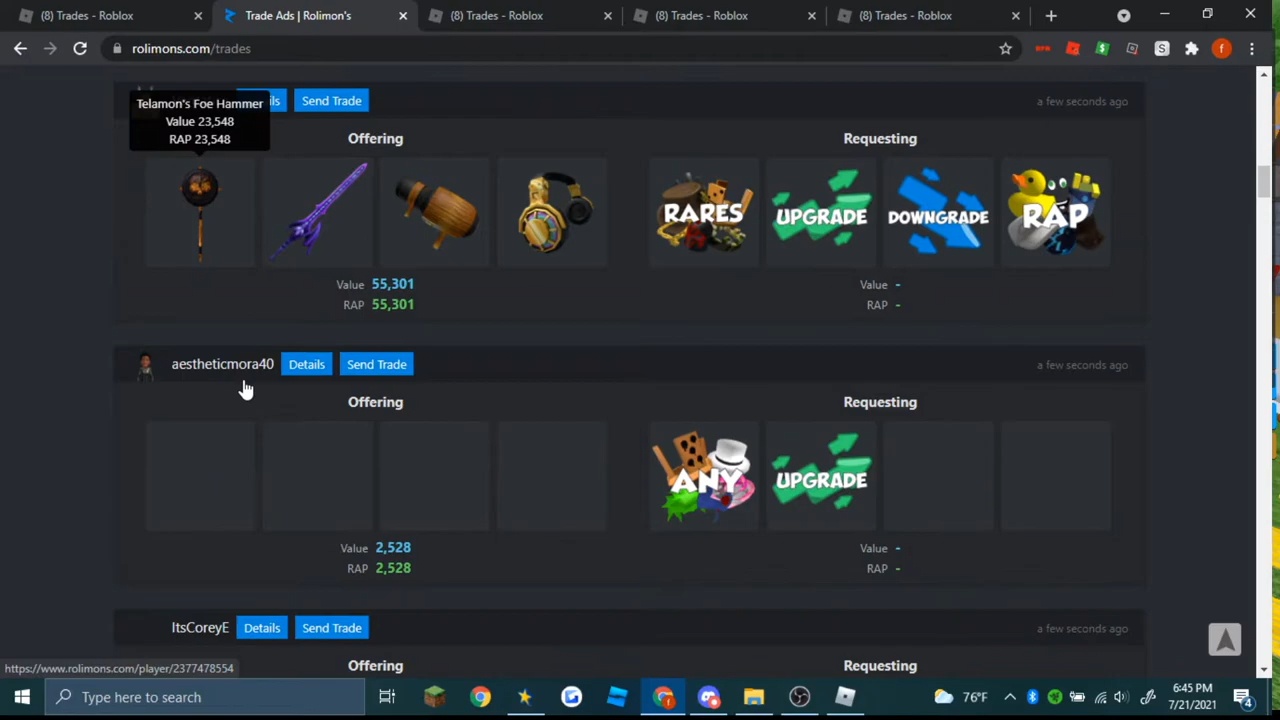 (8) Trades - Roblox
Trade Ads | Rolimon's
(8) Trades - Roblox
(8) Trades - Roblox
(8) Trades - Roblox
rolimons.com/trades
Telamon's Foe Hammer
Value 23,548
RAP 23,548
Send Trade
a few seconds ago
Offering
Requesting
RARES
UPGRADE
DOWNGRADE
RAP
Value 55,301
RAP 55,301
Value -
RAP -
aestheticmora40
Details
Send Trade
a few seconds ago
Offering
Requesting
ANY
UPGRADE
Value 2,528
RAP 2,528
Value -
RAP -
ItsCoreyE
Details
Send Trade
a few seconds ago
Offering
Requesting
https://www.rolimons.com/player/2377478554
Type here to search
76°F
6:45 PM
7/21/2021
4